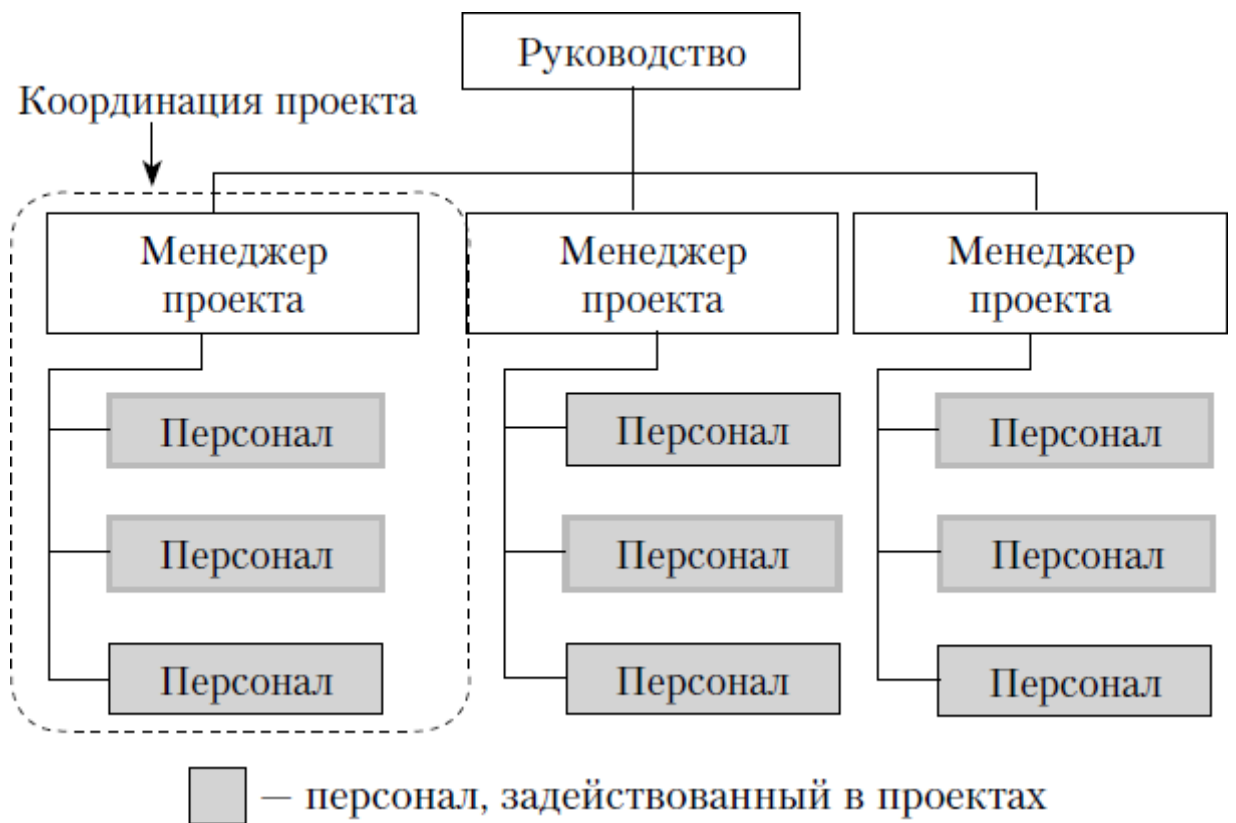 Руководство
Координация проекта
Менеджер
проекта
Менеджер
проекта
Менеджер
проекта
Персонал
Персонал
Персонал
Персонал
Персонал
Персонал
Персонал
Персонал
Персонал
— персонал, задействованный в проектах